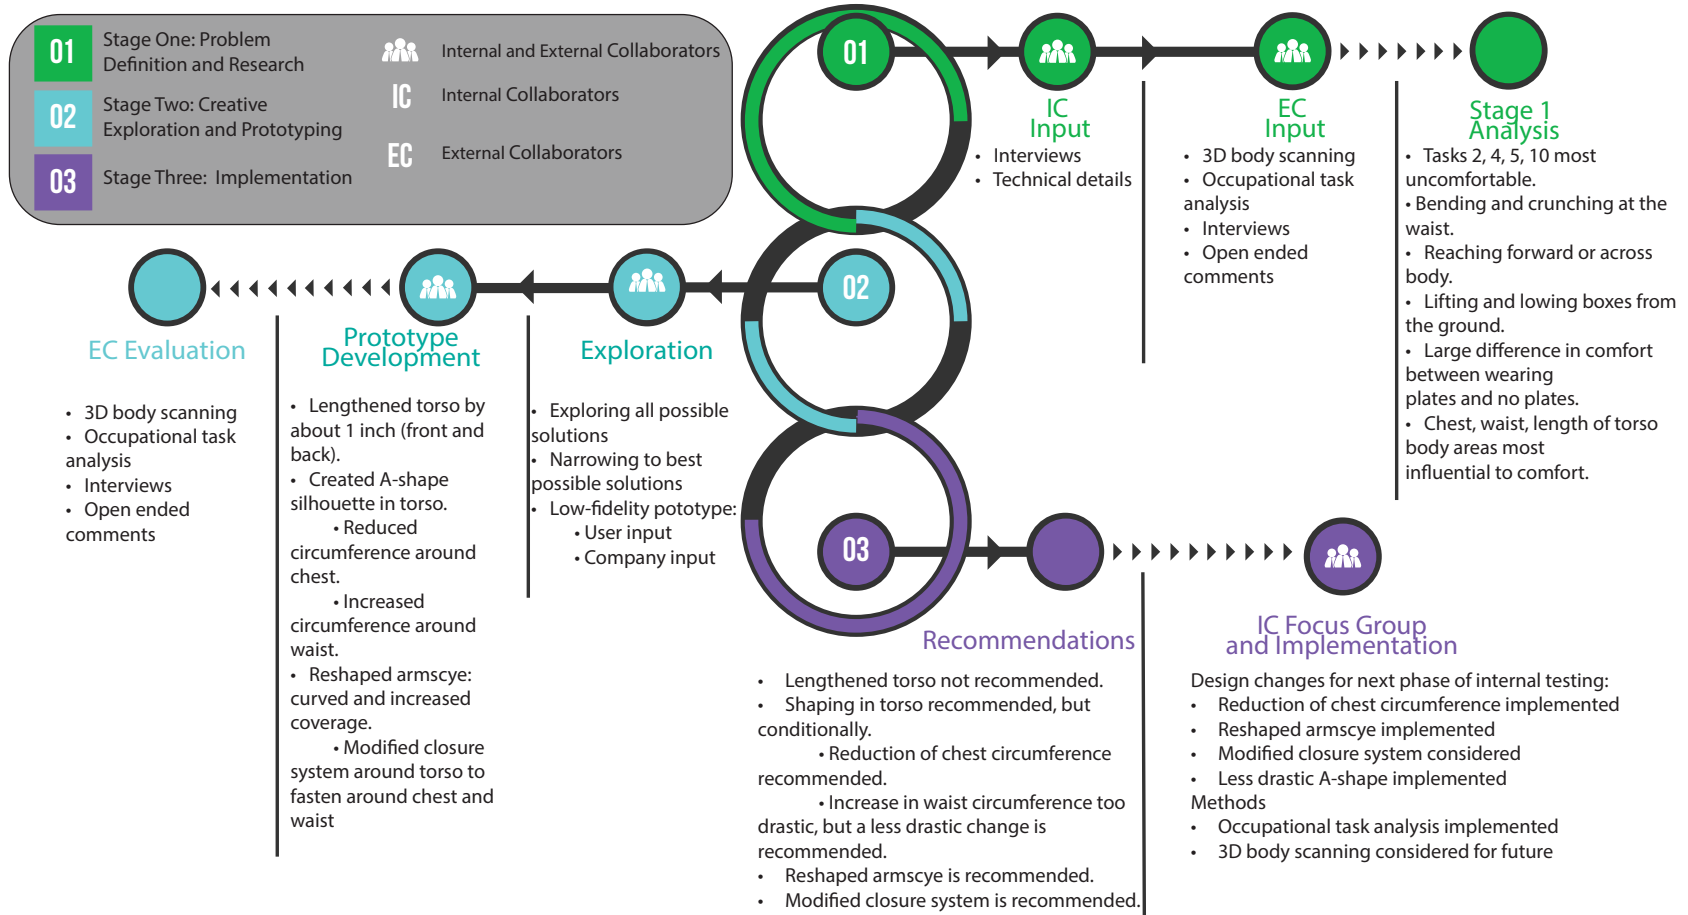 01
Stage One: Problem
Definition and Research
02
Stage Two: Creative
Exploration and Prototyping
03
Stage Three:  Implementation
Internal and External Collaborators
IC
Internal Collaborators
EC
External Collaborators
01
IC
Input
• Interviews
• Technical details
EC
Input
• 3D body scanning
• Occupational task
analysis
• Interviews
• Open ended
comments
Stage 1
Analysis
• Tasks 2, 4, 5, 10 most
uncomfortable.
• Bending and crunching at the
waist.
• Reaching forward or across
body.
• Lifting and lowing boxes from
the ground.
• Large difference in comfort
between wearing
plates and no plates.
• Chest, waist, length of torso
body areas most
influential to comfort.
02
Exploration
• Exploring all possible
solutions
• Narrowing to best
possible solutions
• Low-fidelity pototype:
• User input
• Company input
Prototype
Development
• Lengthened torso by
about 1 inch (front and
back).
• Created A-shape
silhouette in torso.
• Reduced
circumference around
chest.
• Increased
circumference around
waist.
• Reshaped armscye:
curved and increased
coverage.
• Modified closure
system around torso to
fasten around chest and
waist
EC Evaluation
• 3D body scanning
• Occupational task
analysis
• Interviews
• Open ended
comments
03
Recommendations
• Lengthened torso not recommended.
• Shaping in torso recommended, but
conditionally.
• Reduction of chest circumference
recommended.
• Increase in waist circumference too
drastic, but a less drastic change is
recommended.
• Reshaped armscye is recommended.
• Modified closure system is recommended.
IC Focus Group
and Implementation
Design changes for next phase of internal testing:
• Reduction of chest circumference implemented
• Reshaped armscye implemented
• Modified closure system considered
• Less drastic A-shape implemented
Methods
• Occupational task analysis implemented
• 3D body scanning considered for future